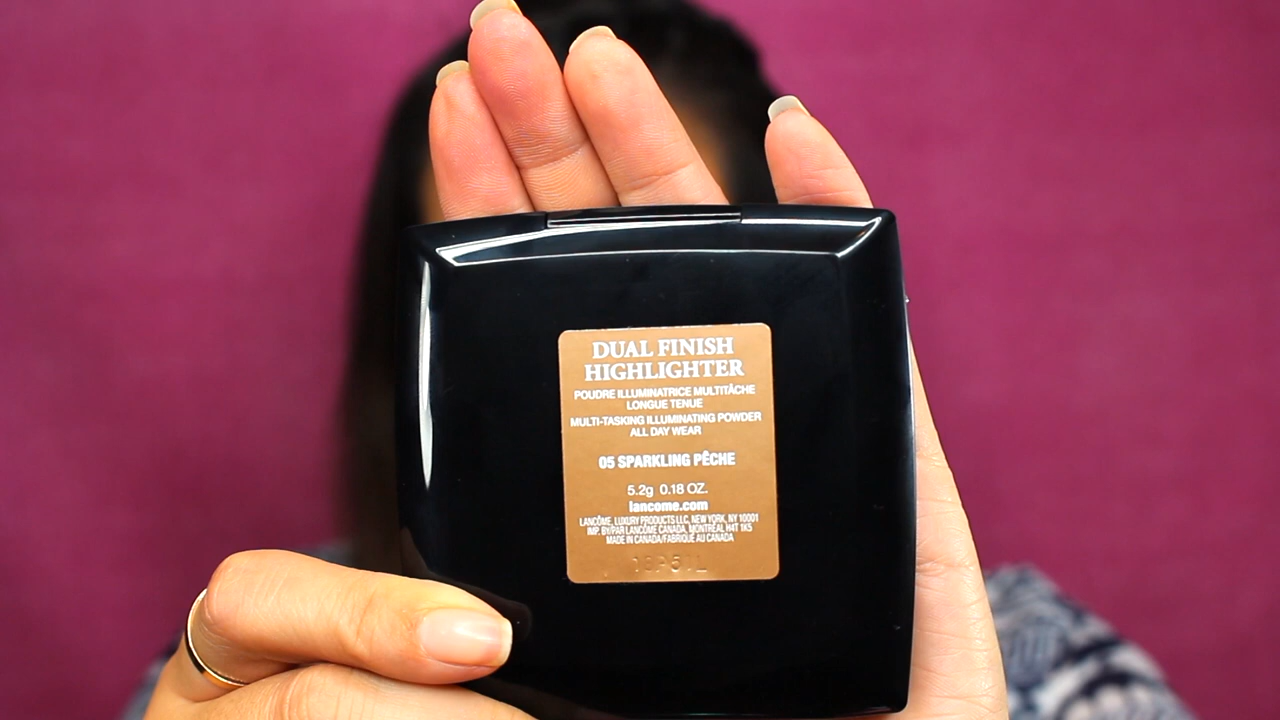 DUAL FINISH
HIGHLIGHTER
POUDRE ILLUMINATRICE MULTITÂCHE
LONGUE TENUE
MULTI-TASKING ILLUMINATING POWDER
ALL DAY WEAR
05 SPARKLING PÊCHE
5.2g 0.18 OZ.
lancome.com
LANCÔME, LUXURY PRODUCTS LLC, NEW YORK, NY 10001
IMP. BY/PAR LANCÔME CANADA, MONTRÉAL H4T 1K5
MADE IN CANADA/FABRIQUÉ AU CANADA